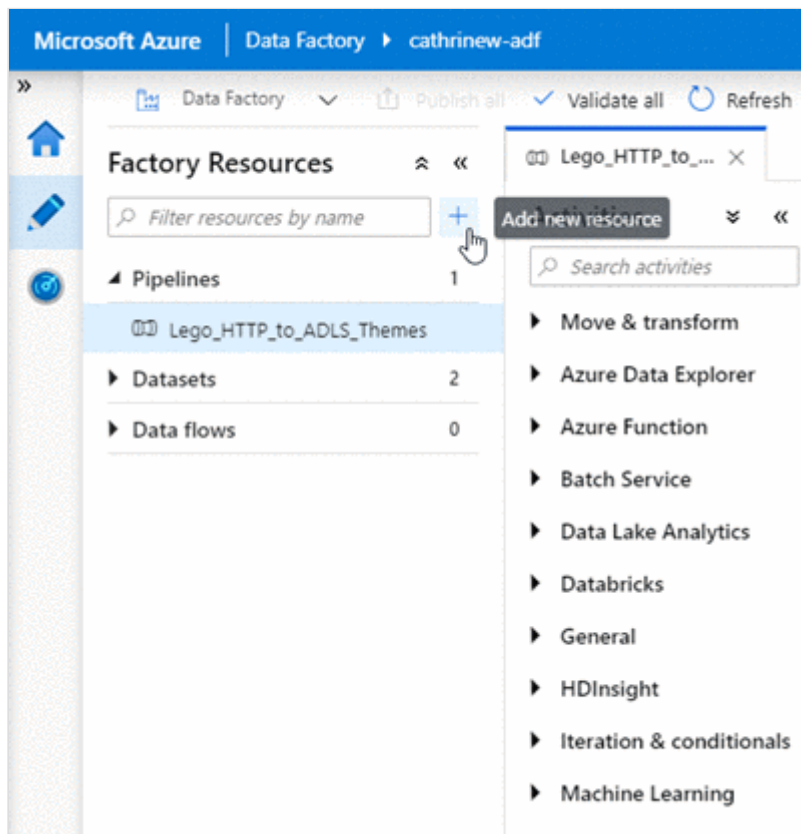 Microsoft Azure Data Factory cathrinew-adf
Data Factory Publish all Validate all Refresh
Factory Resources
Filter resources by name
Add new resource
Pipelines 1
Lego_HTTP_to_ADLS_Themes
Datasets 2
Data flows 0
Lego_HTTP_to_...
Search activities
Move & transform
Azure Data Explorer
Azure Function
Batch Service
Data Lake Analytics
Databricks
General
HDInsight
Iteration & conditionals
Machine Learning